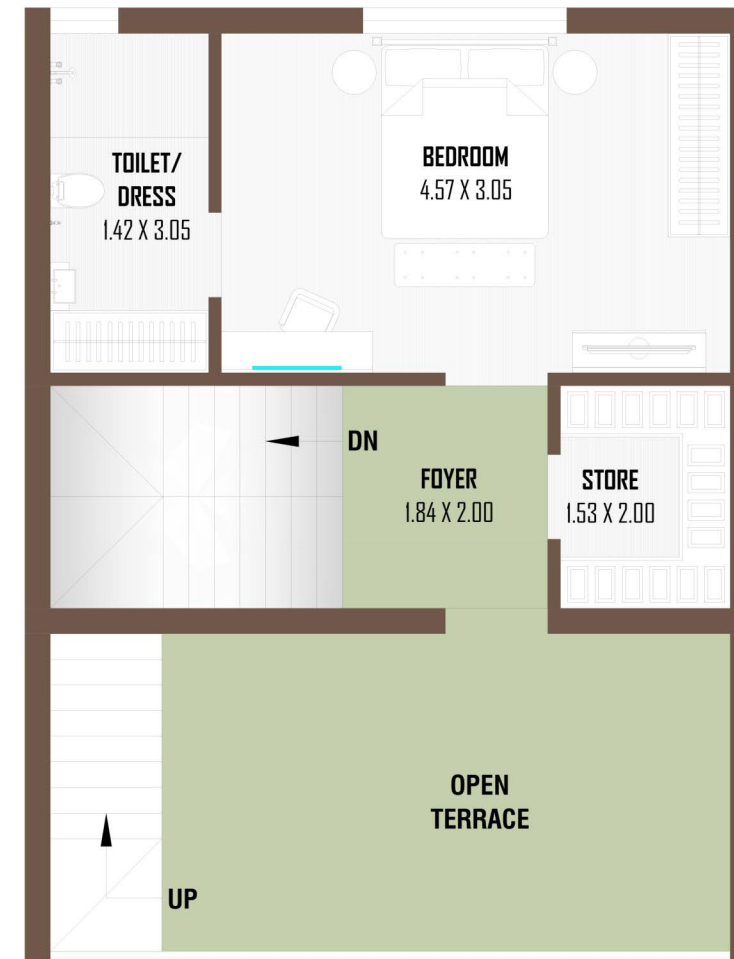 TOILET/
DRESS
1.42 X 3.05
BEDROOM
4.57 X 3.05
DN
FOYER
1.84 X 2.00
STORE
1.53 X 2.00
OPEN
TERRACE
UP